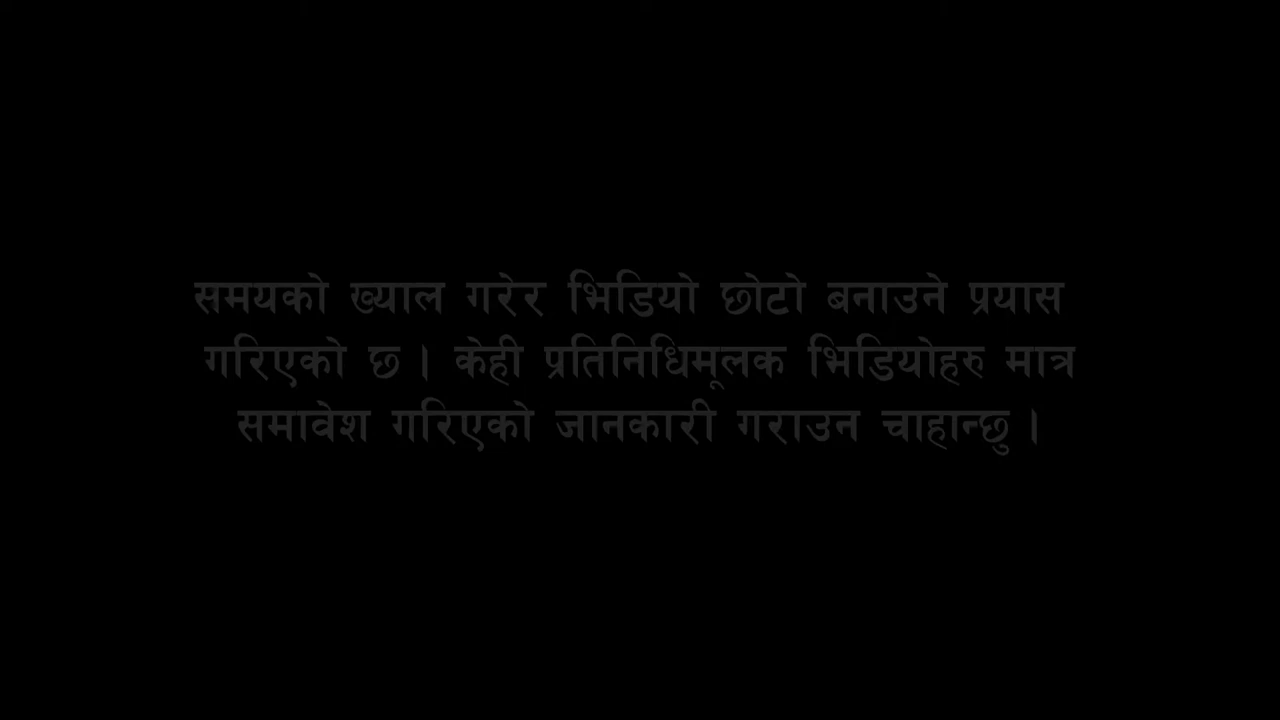 समयको ख्याल गरेर भिडियो छोटो बनाउने प्रयास
गरिएको छ । केही प्रतिनिधिमूलक भिडियोहरु मात्र
समावेश गरिएको जानकारी गराउन चाहान्छु ।